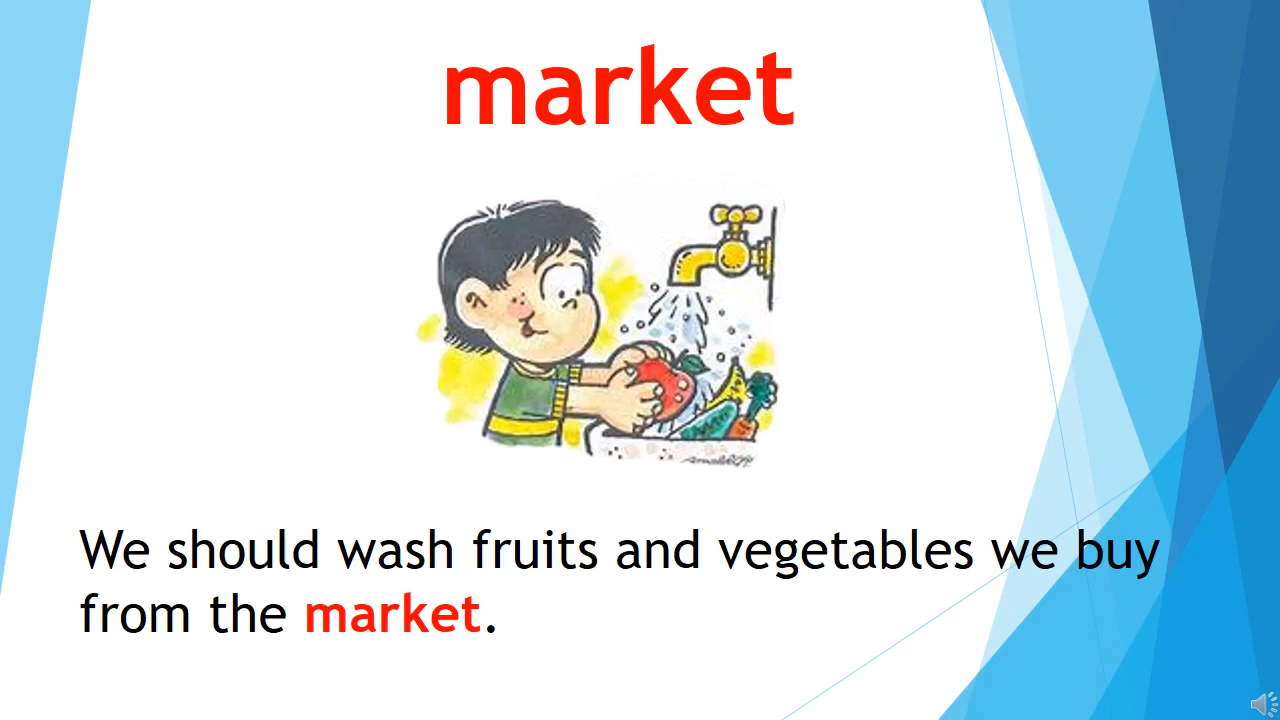 market
We should wash fruits and vegetables we buy
from the market.